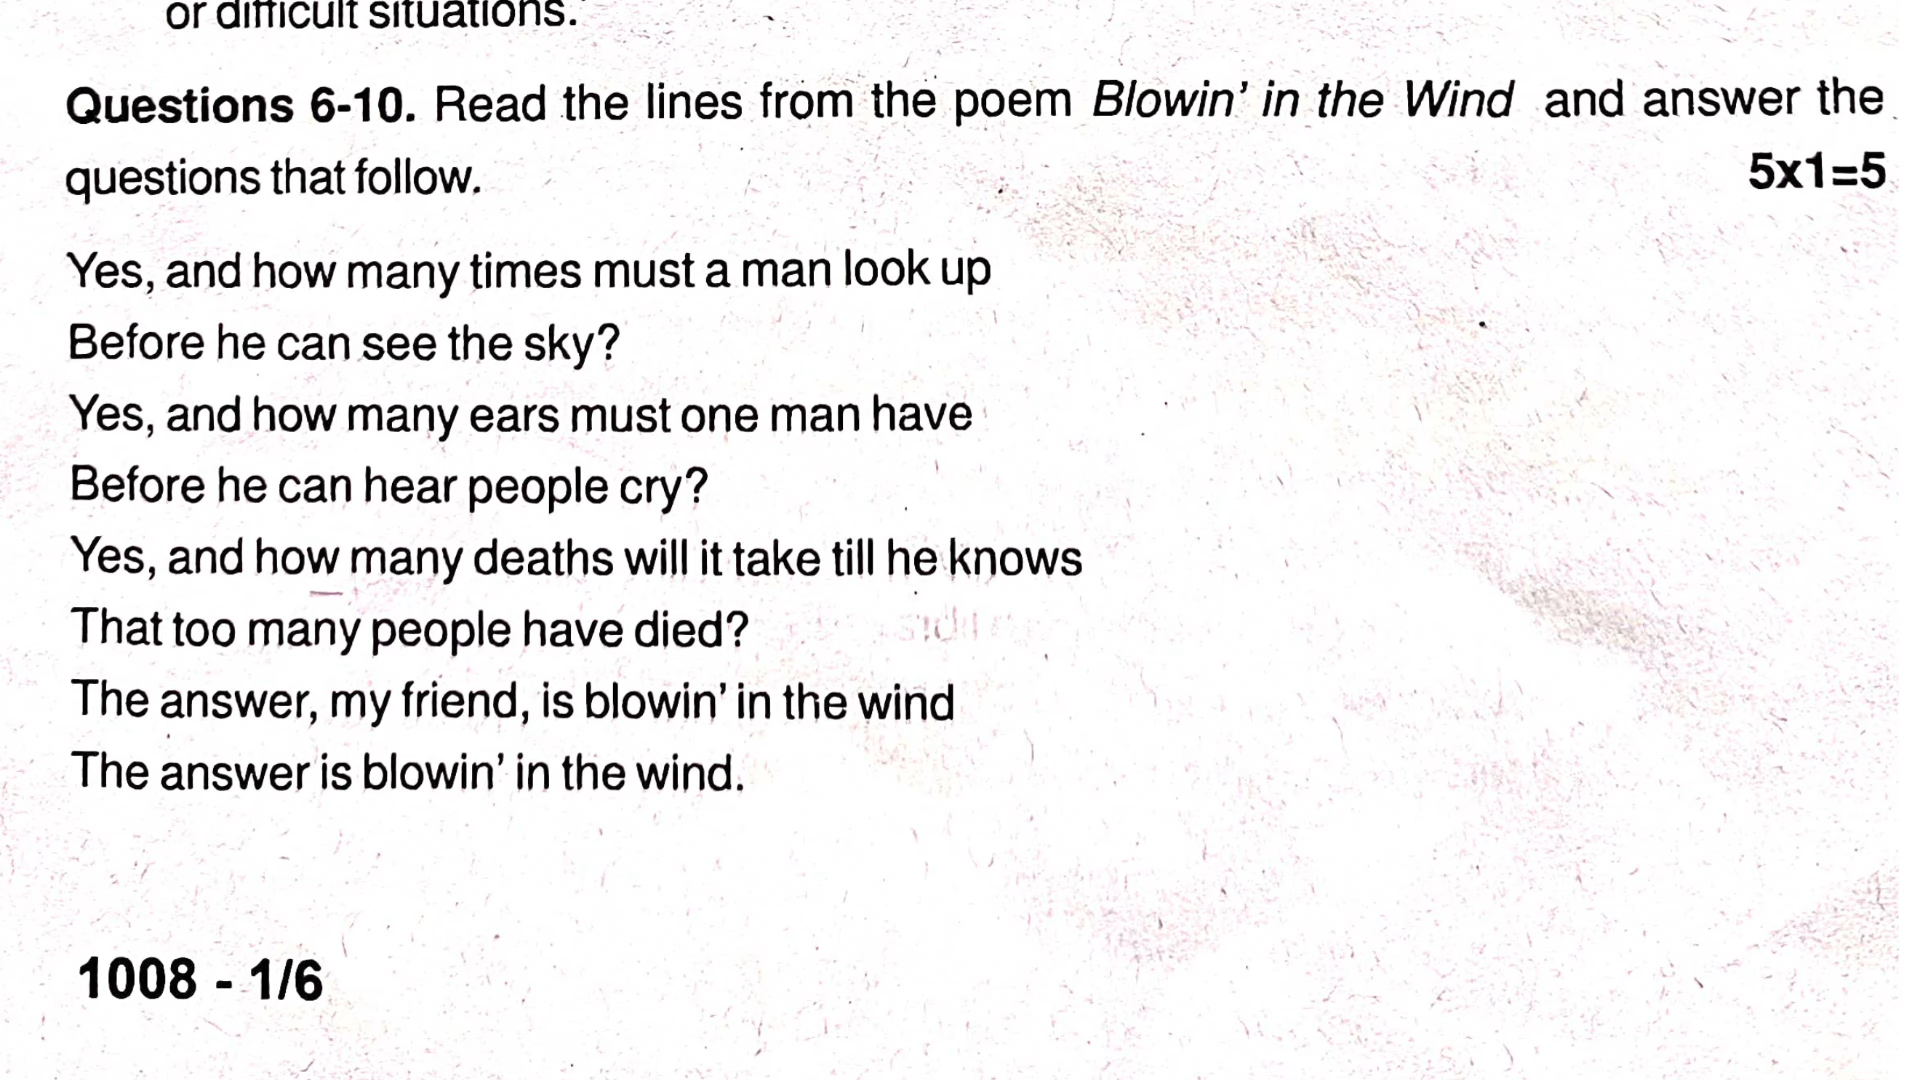 or difficult situations.
Questions 6-10. Read the lines from the poem Blowin’ in the Wind and answer the
questions that follow. 5x1=5
Yes, and how many times must a man look up
Before he can see the sky?
Yes, and how many ears must one man have
Before he can hear people cry?
Yes, and how many deaths will it take till he knows
That too many people have died?
The answer, my friend, is blowin’ in the wind
The answer is blowin’ in the wind.
1008 - 1/6